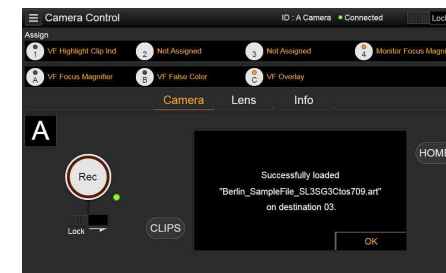 Camera Control
ID : A Camera Connected
Lock
Assign
1 VF Highlight Clip Ind
2 Not Assigned
3 Not Assigned
4 Monitor Focus Magni
A VF Focus Magnifier
B VF False Color
C VF Overlay
Camera Lens Info
A
HOME
Rec
Successfully loaded
"Berlin_SampleFile_SL3SG3Ctos709.art"
on destination 03.
Lock
CLIPS
OK